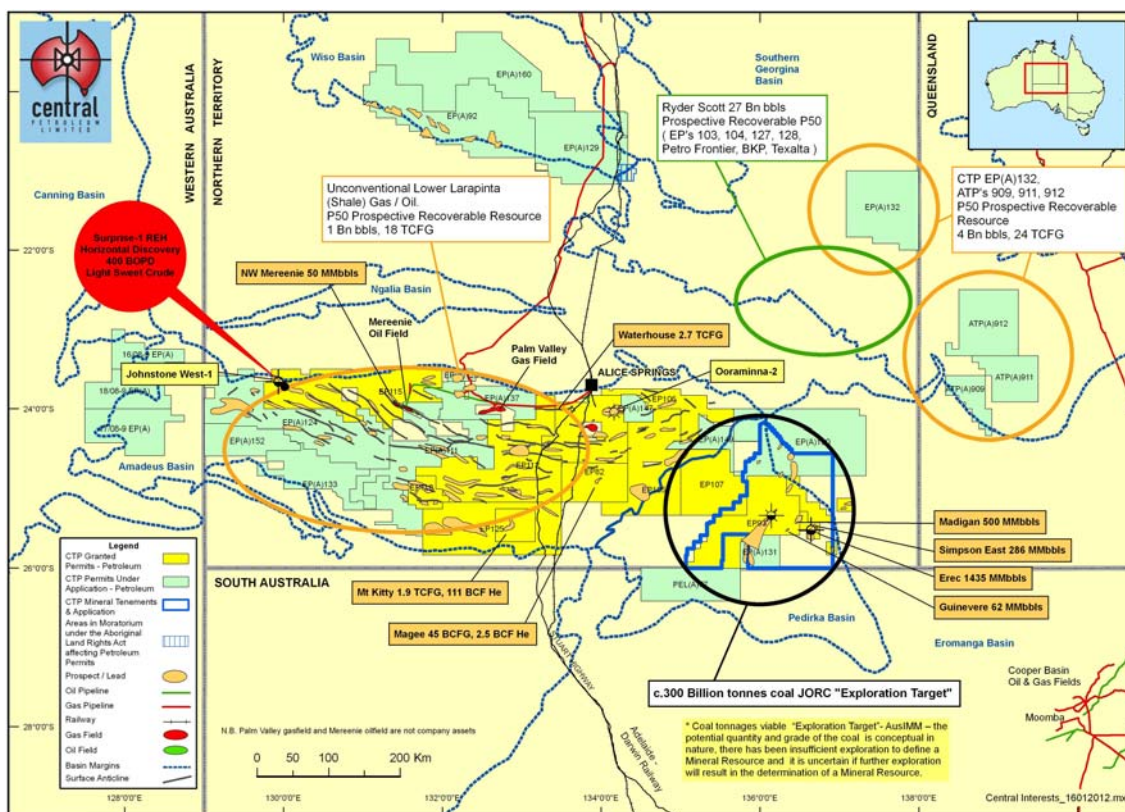 central
PETROLEUM
LIMITED
WESTERN AUSTRALIA
NORTHERN TERRITORY
Wiso Basin
EP(A)160
EP(A)92
EP(A)129
Southern
Georgina
Basin
QUEENSLAND
Ryder Scott 27 Bn bbls
Prospective Recoverable P50
( EP's 103, 104, 127, 128,
Petro Frontier, BKP, Texalta )
CTP EP(A)132,
ATP's 909, 911, 912
P50 Prospective Recoverable
Resource
4 Bn bbls, 24 TCFG
EP(A)132
Canning Basin
Unconventional Lower Larapinta
(Shale) Gas / Oil.
P50 Prospective Recoverable Resource
1 Bn bbls, 18 TCFG
22°0'0"S
Surprise-1 REH
Horizontal Discovery
400 BOPD
Light Sweet Crude
NW Mereenie 50 MMbbls
Ngalia Basin
Mereenie
Oil Field
Palm Valley
Gas Field
Waterhouse 2.7 TCFG
ALICE SPRINGS
Ooraminna-2
ATP(A)912
ATP(A)911
ATP(A)909
Johnstone West-1
24°0'0"S
EP115
EP(A)137
EP(A)124
EP(A)152
EP(A)111
EP(A)133
EP82
EP107
EP125
EP(A)131
Amadeus Basin
Madigan 500 MMbbls
Simpson East 286 MMbbls
Erec 1435 MMbbls
Guinevere 62 MMbbls
26°0'0"S
SOUTH AUSTRALIA
Mt Kitty 1.9 TCFG, 111 BCF He
Magee 45 BCFG, 2.5 BCF He
Pedirka Basin
Eromanga Basin
STUART HIGHWAY
c.300 Billion tonnes coal JORC "Exploration Target"
Cooper Basin
Oil & Gas Fields
Moomba
Legend
CTP Granted
Permits - Petroleum
CTP Permits Under
Application - Petroleum
CTP Mineral Tenements
& Application
Areas in Moratorium
under the Aboriginal
Land Rights Act
affecting Petroleum
Permits
Prospect / Lead
Oil Pipeline
Gas Pipeline
Railway
Gas Field
Oil Field
Basin Margins
Surface Anticline
28°0'0"S
N.B. Palm Valley gasfield and Mereenie oilfield are not company assets
0 50 100 200 Km
Adelaide -
Darwin Railway
* Coal tonnages viable "Exploration Target"- AusIMM – the
potential quantity and grade of the coal is conceptual in
nature, there has been insufficient exploration to define a
Mineral Resource and it is uncertain if further exploration
will result in the determination of a Mineral Resource.
128°0'0"E 130°0'0"E 132°0'0"E 134°0'0"E 136°0'0"E 138°0'0"E